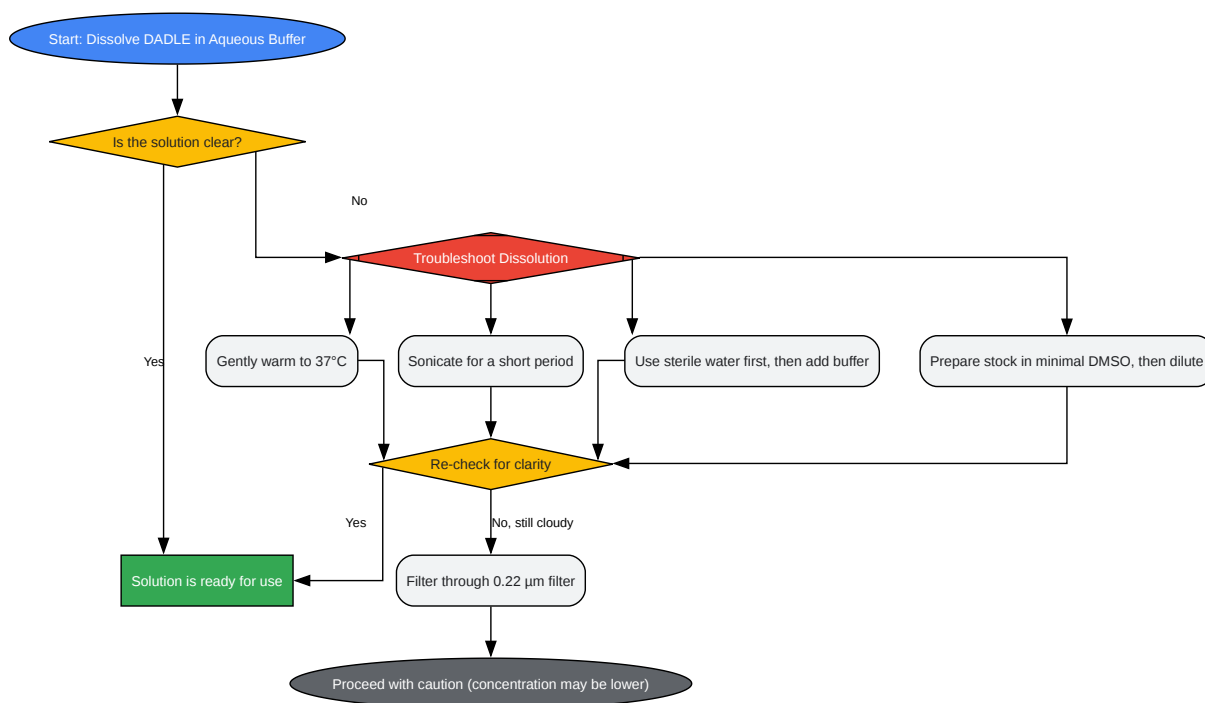 Start: Dissolve DADLE in Aqueous Buffer
Is the solution clear?
No
Troubleshoot Dissolution
Yes
Gently warm to 37°C
Sonicate for a short period
Use sterile water first, then add buffer
Prepare stock in minimal DMSO, then dilute
Re-check for clarity
Yes
No, still cloudy
Solution is ready for use
Filter through 0.22 µm filter
Proceed with caution (concentration may be lower)